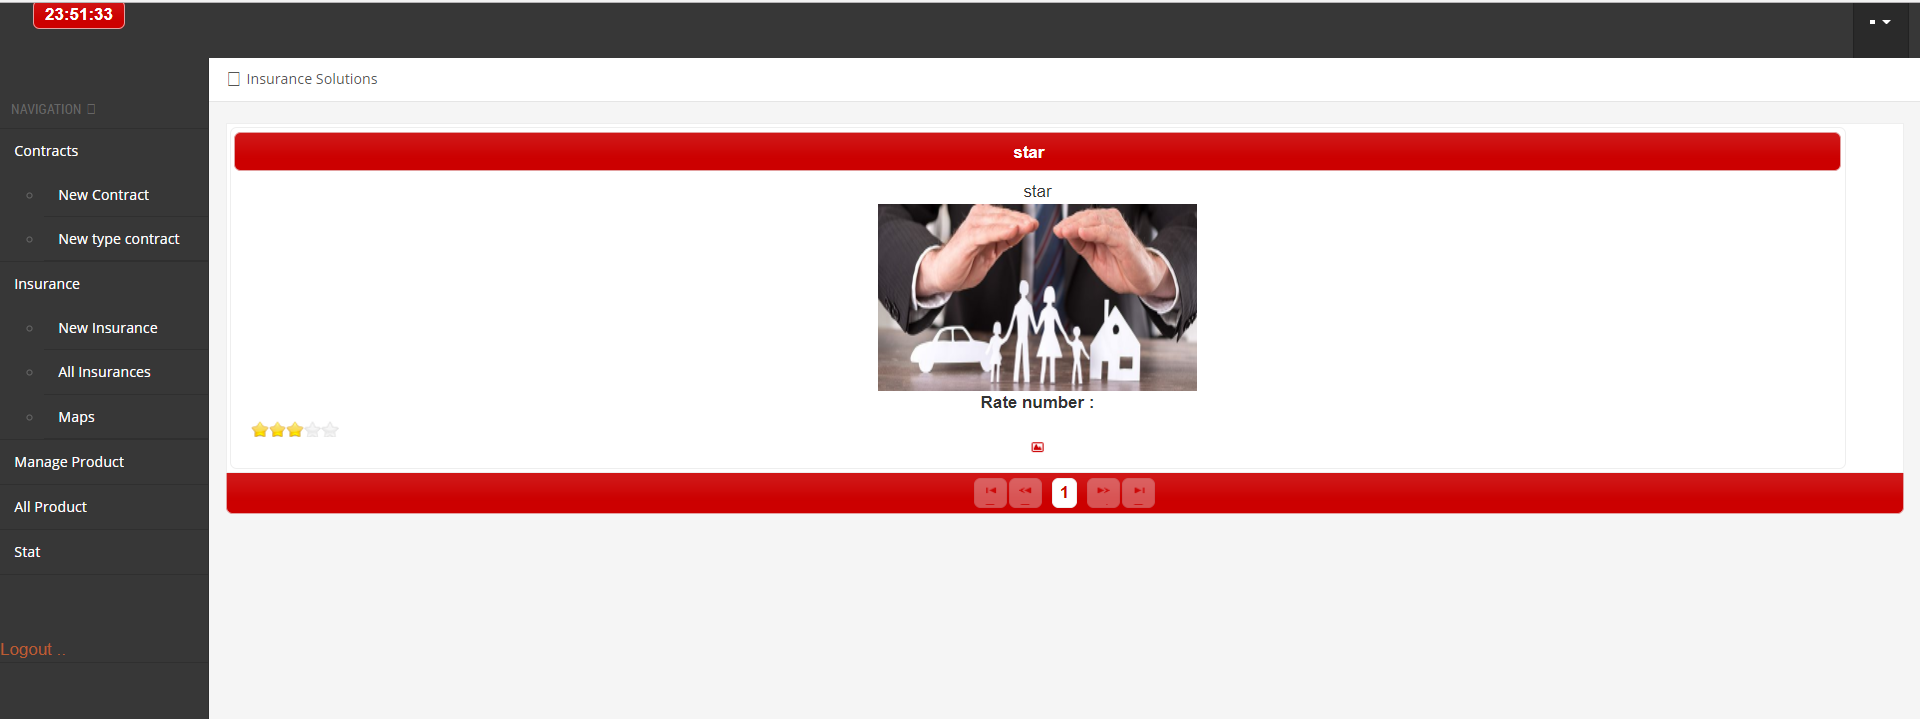 23:51:33
Insurance Solutions
NAVIGATION
Contracts
New Contract
New type contract
Insurance
New Insurance
All Insurances
Maps
Manage Product
All Product
Stat
Logout ..
star
star
Rate number :
1